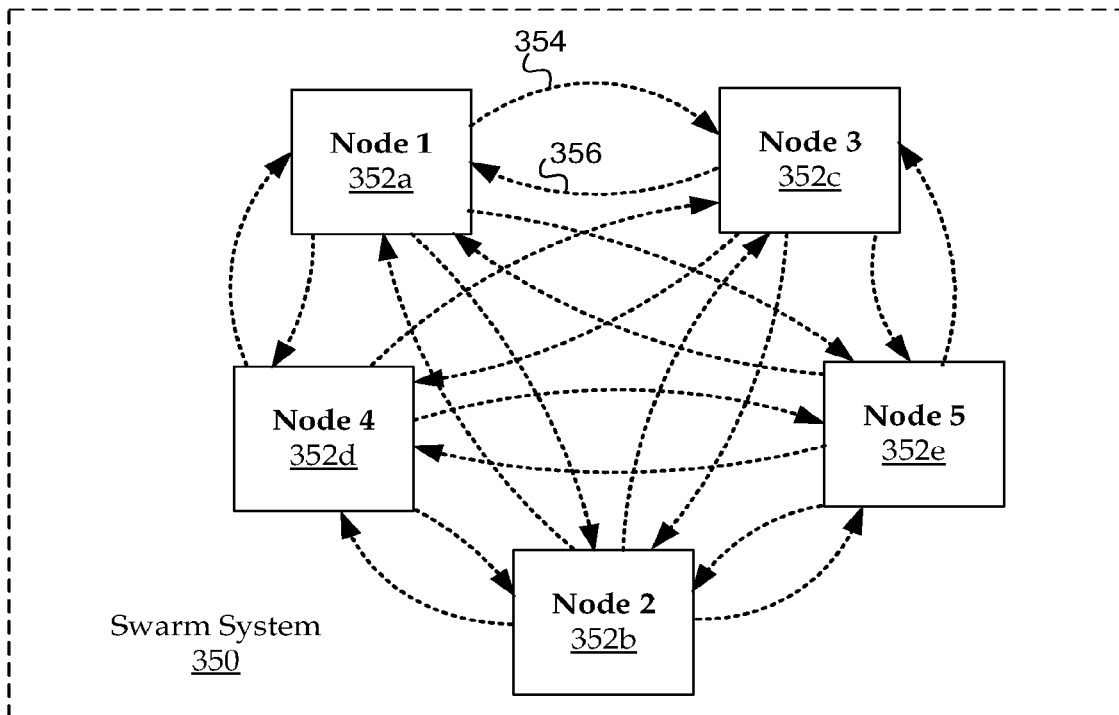 354
Node 1
352a
Node 3
352c
356
Node 4
352d
Node 5
352e
Node 2
352b
Swarm System
350